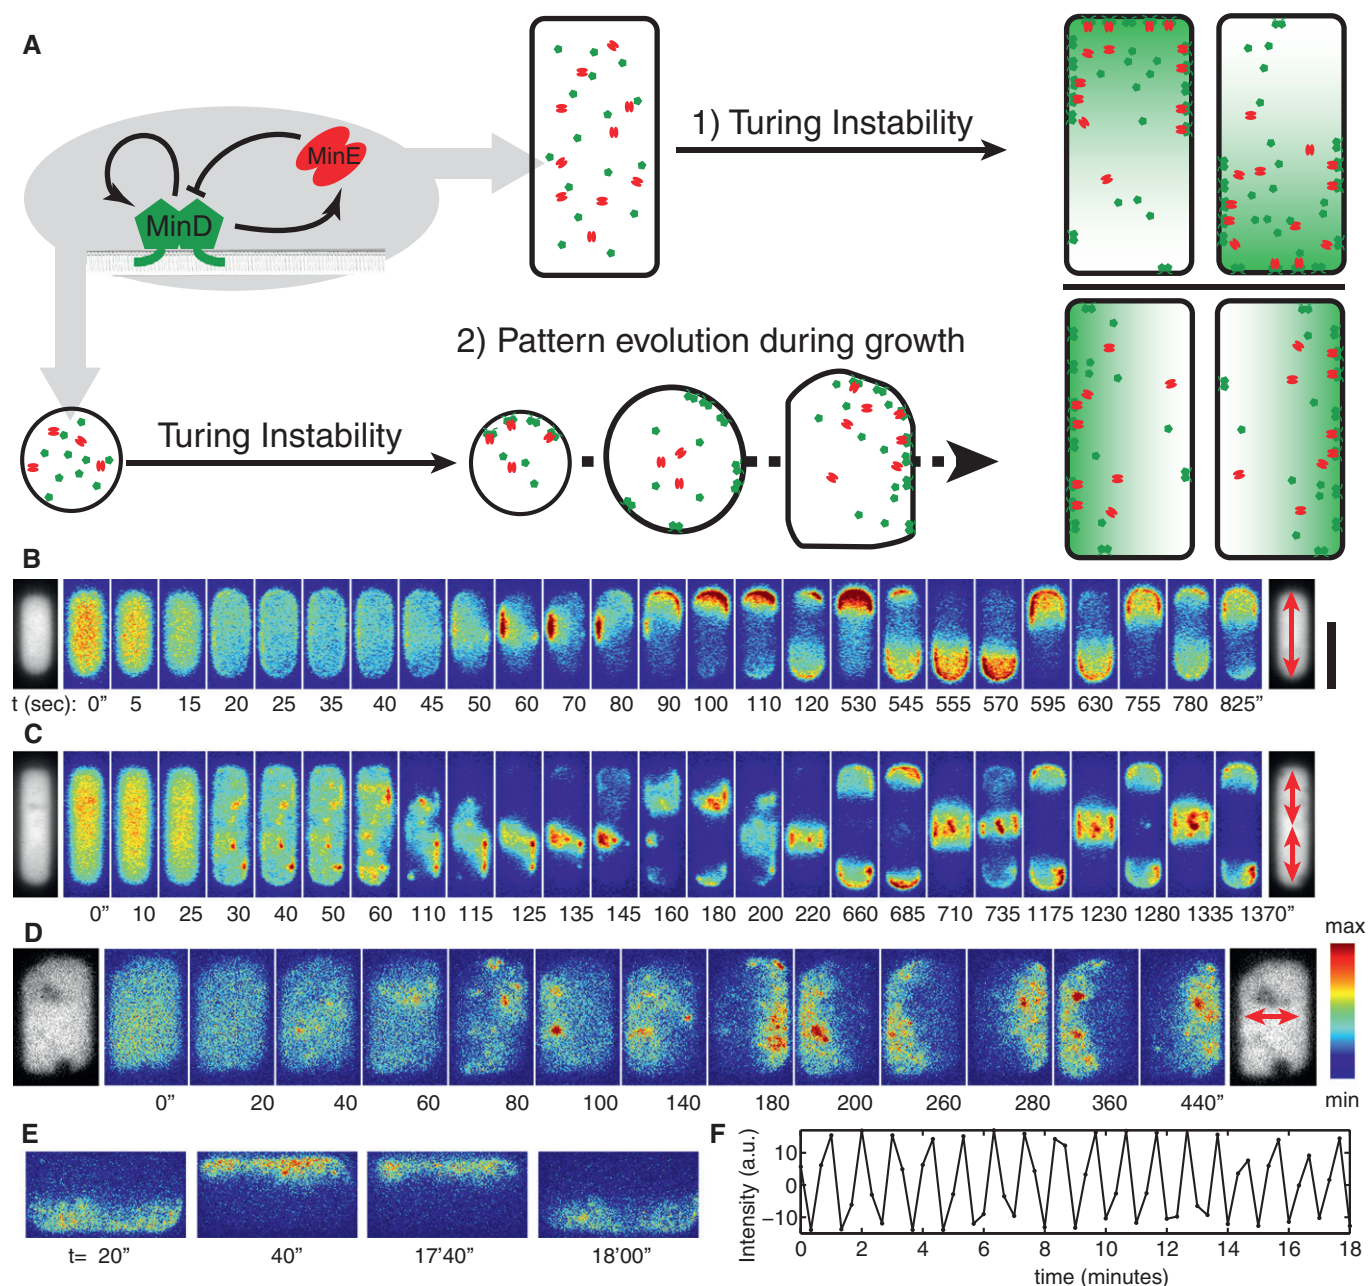 A
MinE
MinD
1) Turing Instability
2) Pattern evolution during growth
Turing Instability
B
t (sec): 0” 5 15 20 25 35 40 45 50 60 70 80 90 100 110 120 530 545 555 570 595 630 755 780 825”
C
0” 10 25 30 40 50 60 110 115 125 135 145 160 180 200 220 660 685 710 735 1175 1230 1280 1335 1370”
D
max
min
0” 20 40 60 80 100 140 180 200 260 280 360 440”
E
t= 20” 40” 17’40” 18’00”
F
Intensity (a.u.)
10
0
−10
0 2 4 6 8 10 12 14 16 18
time (minutes)